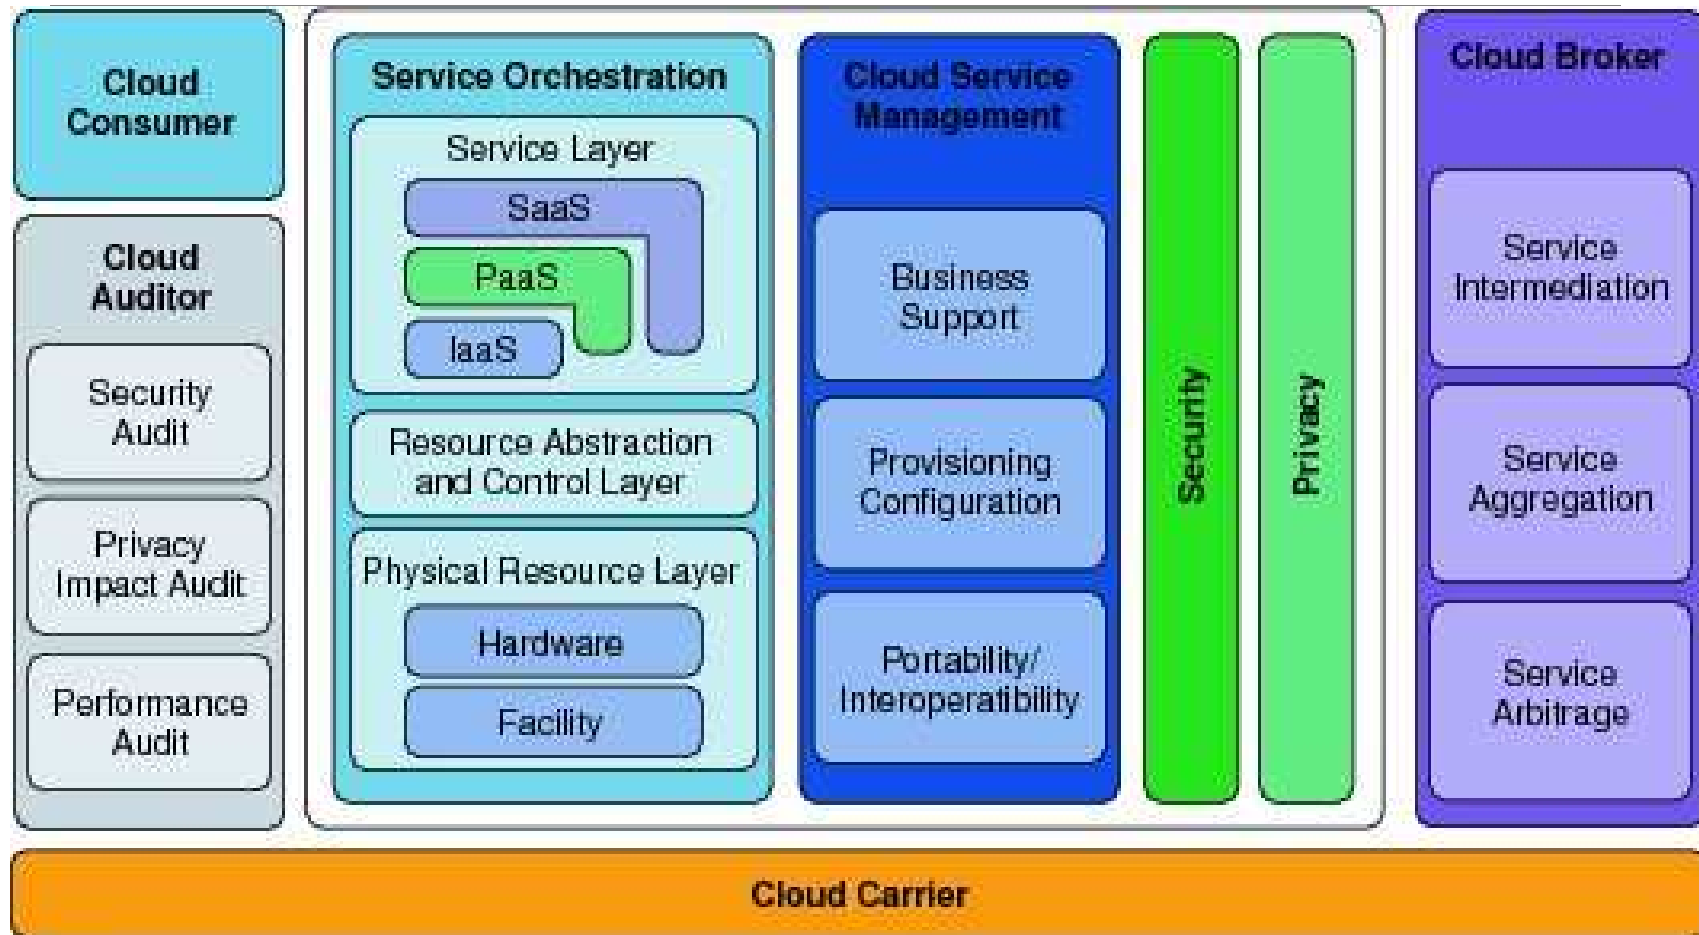 Cloud
Consumer
Cloud
Auditor
Security
Audit
Privacy
Impact Audit
Performance
Audit
Service Orchestration
Service Layer
SaaS
PaaS
IaaS
Resource Abstraction
and Control Layer
Physical Resource Layer
Hardware
Facility
Cloud Service
Management
Business
Support
Provisioning
Configuration
Portability/
Interoperatibility
Security
Privacy
Cloud Broker
Service
Intermediation
Service
Aggregation
Service
Arbitrage
Cloud Carrier